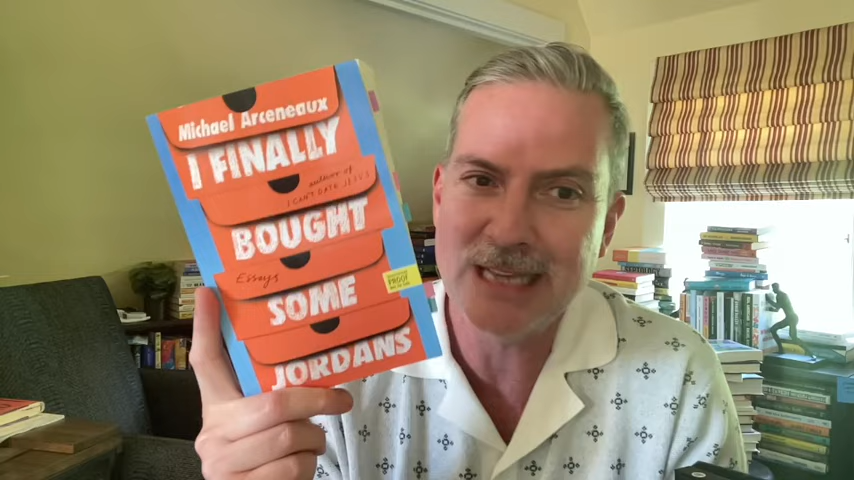 Michael Arceneaux
I FINALLY
author of
I CAN'T DATE JESUS
BOUGHT
Essays
SOME
PROOF
JORDANS